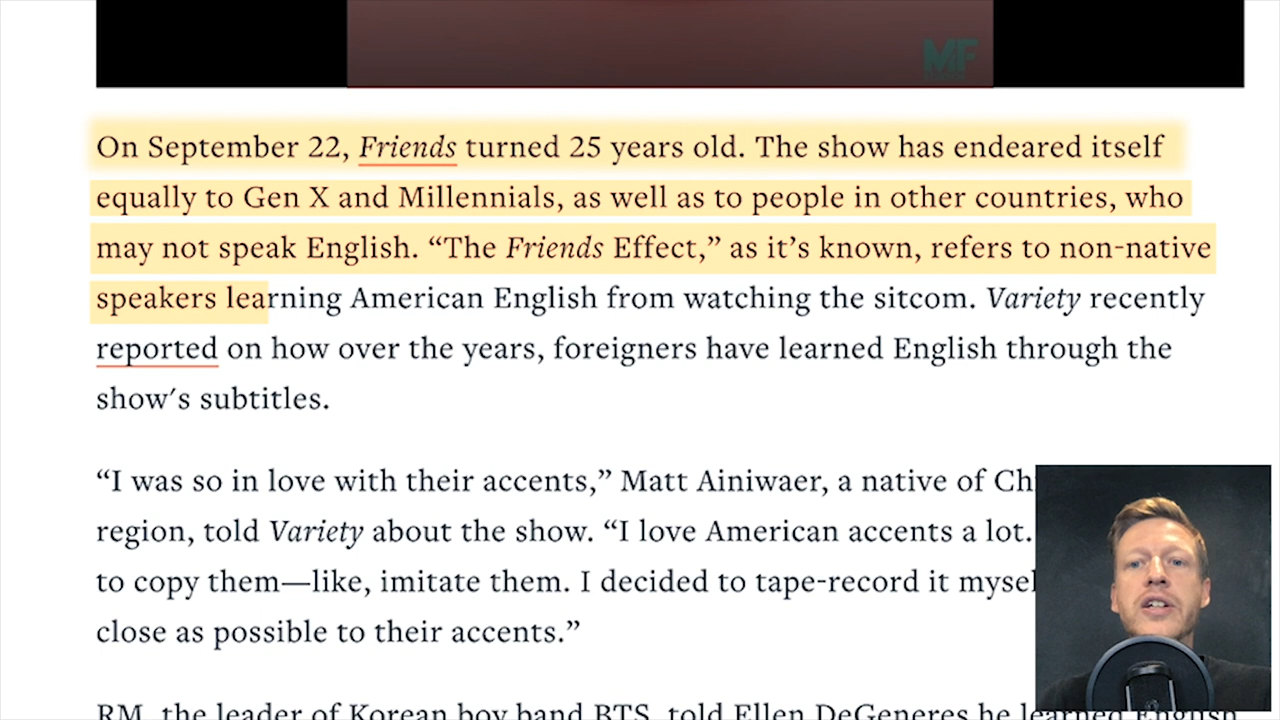 MF
On September 22, Friends turned 25 years old. The show has endeared itself
equally to Gen X and Millennials, as well as to people in other countries, who
may not speak English. “The Friends Effect,” as it’s known, refers to non-native
speakers learning American English from watching the sitcom. Variety recently
reported on how over the years, foreigners have learned English through the
show's subtitles.
“I was so in love with their accents,” Matt Ainiwaer, a native of Ch
region, told Variety about the show. “I love American accents a lot.
to copy them—like, imitate them. I decided to tape-record it mysel
close as possible to their accents.”
RM, the leader of Korean boy band BTS, told Ellen DeGeneres he learned English